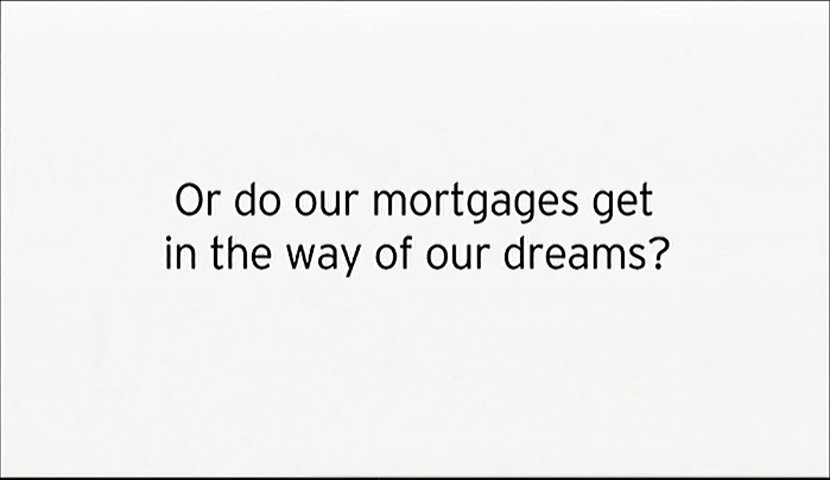 Or do our mortgages get
in the way of our dreams?